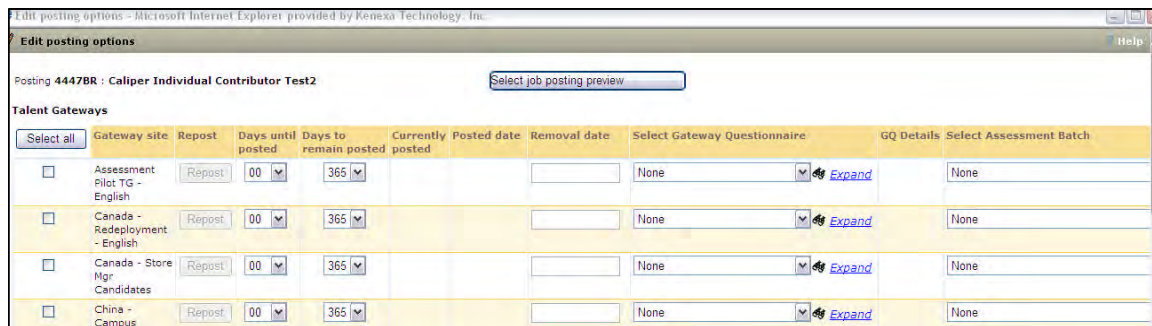 Edit posting options - Microsoft Internet Explorer provided by Kenexa Technology, Inc.
Edit posting options
Help
Posting 4447BR : Caliper Individual Contributor Test2
Select job posting preview
Talent Gateways
Select all Gateway site Repost Days until posted Days to remain posted Currently posted Posted date Removal date Select Gateway Questionnaire GQ Details Select Assessment Batch
Assessment Pilot TG - English Repost 00 365 None Expand None
Canada - Redeployment - English Repost 00 365 None Expand None
Canada - Store Mgr Candidates Repost 00 365 None Expand None
China - Campus Repost 00 365 None Expand None